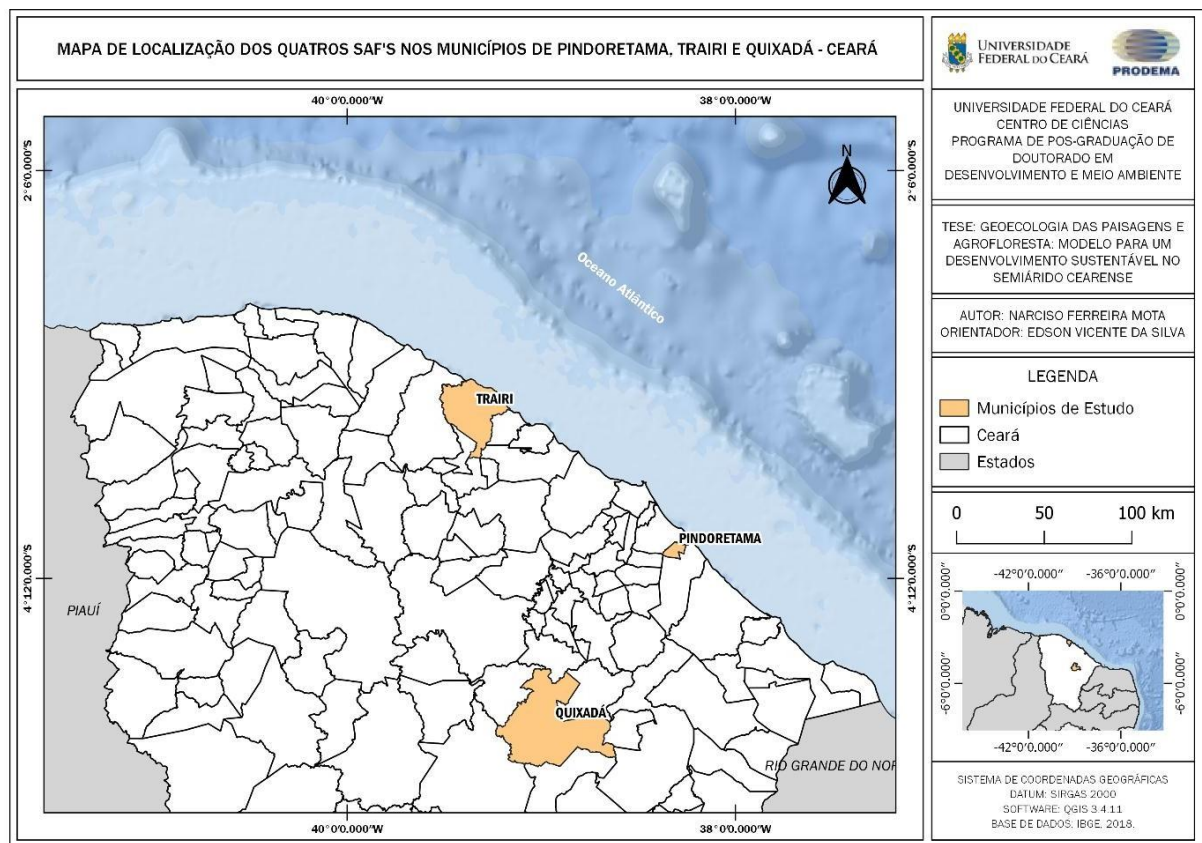 MAPA DE LOCALIZAÇÃO DOS QUATROS SAF'S NOS MUNICÍPIOS DE PINDORETAMA, TRAIRI E QUIXADÁ - CEARÁ
40°0'0.000"W
38°0'0.000"W
2°6'0.000"S
2°6'0.000"S
N
Oceano Atlântico
TRAIRI
PINDORETAMA
4°12'0.000"S
4°12'0.000"S
PIAUÍ
QUIXADÁ
RIO GRANDE DO NOR
40°0'0.000"W
38°0'0.000"W
UNIVERSIDADE
FEDERAL DO CEARÁ
PRODEMA
UNIVERSIDADE FEDERAL DO CEARÁ
CENTRO DE CIÊNCIAS
PROGRAMA DE POS-GRADUAÇÃO DE
DOUTORADO EM
DESENVOLVIMENTO E MEIO AMBIENTE
TESE: GEOECOLOGIA DAS PAISAGENS E
AGROFLORESTA: MODELO PARA UM
DESENVOLVIMENTO SUSTENTÁVEL NO
SEMIÁRIDO CEARENSE
AUTOR: NARCISO FERREIRA MOTA
ORIENTADOR: EDSON VICENTE DA SILVA
LEGENDA
Municípios de Estudo
Ceará
Estados
0 50 100 km
-42°0'0.000" -36°0'0.000"
0°0'0.000"
0°0'0.000"
-6°0'0.000"
-6°0'0.000"
-42°0'0.000" -36°0'0.000"
SISTEMA DE COORDENADAS GEOGRÁFICAS
DATUM: SIRGAS 2000
SOFTWARE: QGIS 3.4.11
BASE DE DADOS: IBGE, 2018.